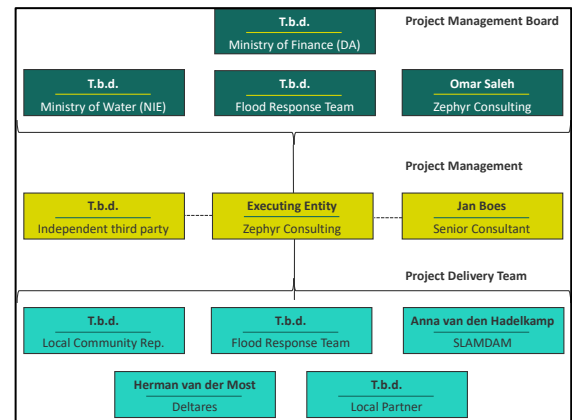 T.b.d.
Ministry of Finance (DA)
Project Management Board
T.b.d.
Ministry of Water (NIE)
T.b.d.
Flood Response Team
Omar Saleh
Zephyr Consulting
Project Management
T.b.d.
Independent third party
Executing Entity
Zephyr Consulting
Jan Boes
Senior Consultant
Project Delivery Team
T.b.d.
Local Community Rep.
T.b.d.
Flood Response Team
Anna van den Hadelkamp
SLAMDAM
Herman van der Most
Deltares
T.b.d.
Local Partner